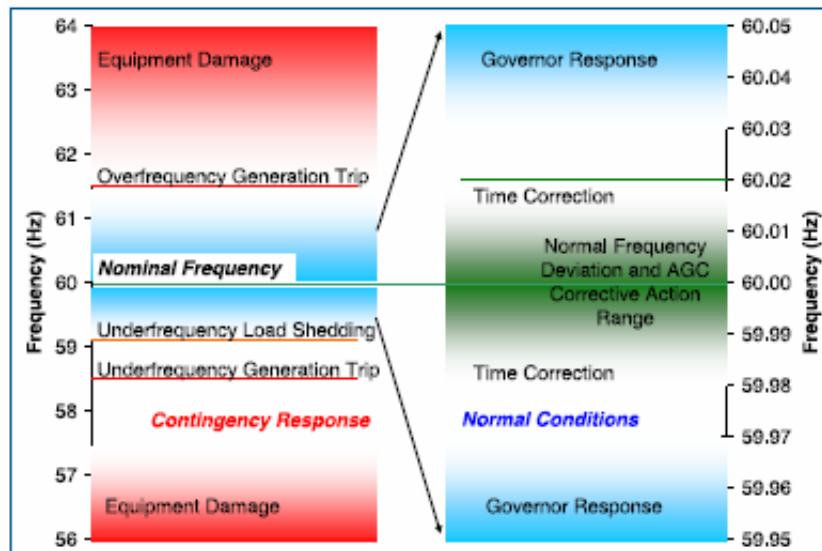 64
63
62
61
60
59
58
57
56
Frequency (Hz)
Equipment Damage
Overfrequency Generation Trip
Nominal Frequency
Underfrequency Load Shedding
Underfrequency Generation Trip
Contingency Response
Equipment Damage
Governor Response
Time Correction
Normal Frequency
Deviation and AGC
Corrective Action
Range
Time Correction
Normal Conditions
Governor Response
60.05
60.04
60.03
60.02
60.01
60.00
59.99
59.98
59.97
59.96
59.95
Frequency (Hz)